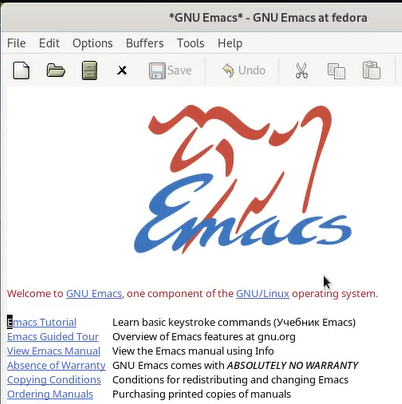 *GNU Emacs* - GNU Emacs at fedora
File Edit Options Buffers Tools Help
Save Undo
Emacs
Welcome to GNU Emacs, one component of the GNU/Linux operating system.
Emacs Tutorial Learn basic keystroke commands (Учебник Emacs)
Emacs Guided Tour Overview of Emacs features at gnu.org
View Emacs Manual View the Emacs manual using Info
Absence of Warranty GNU Emacs comes with ABSOLUTELY NO WARRANTY
Copying Conditions Conditions for redistributing and changing Emacs
Ordering Manuals Purchasing printed copies of manuals